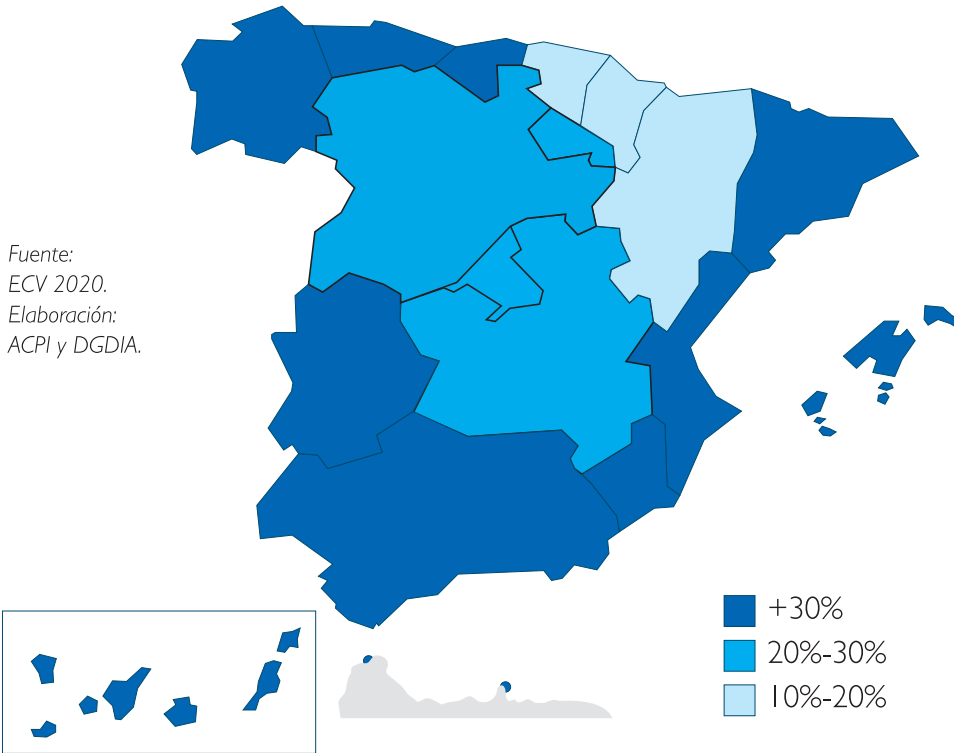 Fuente:
ECV 2020.
Elaboración:
ACPI y DGDIA.
+30%
20%-30%
10%-20%